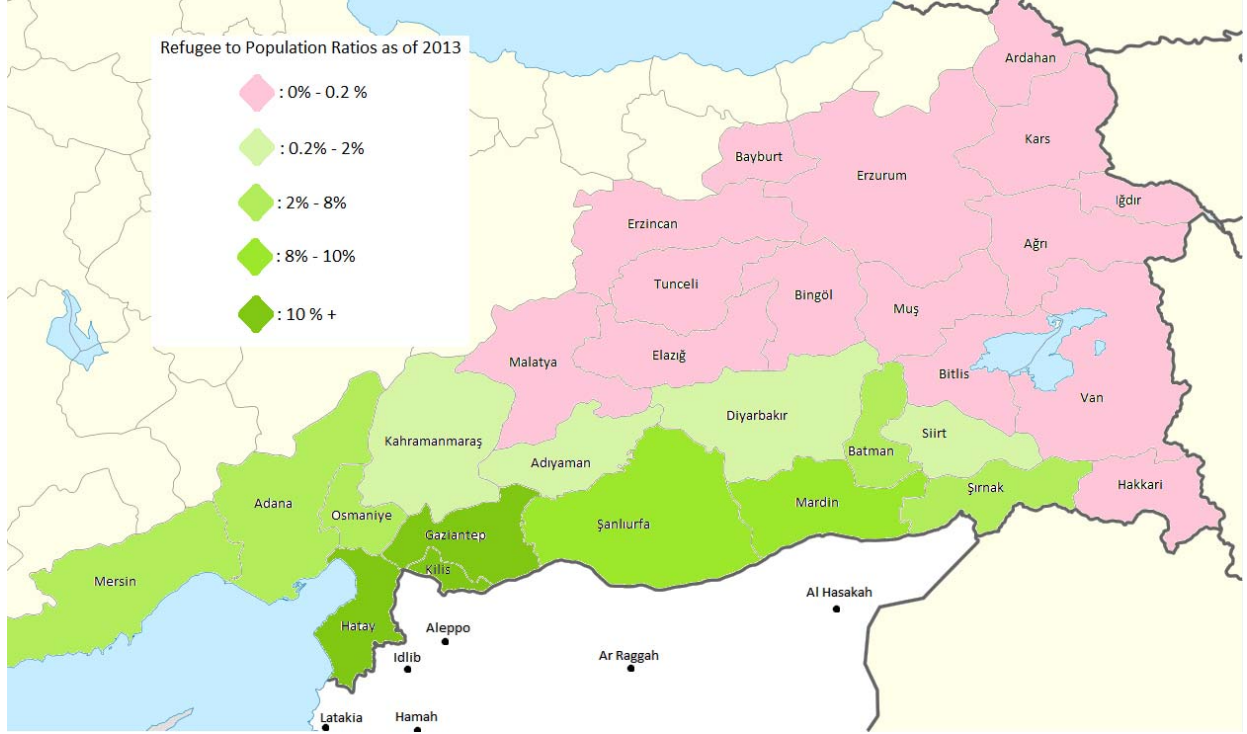 Refugee to Population Ratios as of 2013
: 0% - 0.2 %
: 0.2% - 2%
: 2% - 8%
: 8% - 10%
: 10 % +
Ardahan
Kars
Bayburt
Erzurum
Iğdır
Erzincan
Ağrı
Tunceli
Bingöl
Muş
Malatya
Elazığ
Bitlis
Van
Diyarbakır
Kahramanmaraş
Siirt
Adıyaman
Batman
Hakkari
Şırnak
Adana
Mardin
Osmaniye
Şanlıurfa
Gaziantep
Kilis
Mersin
Al Hasakah
Hatay
Aleppo
Idlib
Ar Raggah
Latakia
Hamah